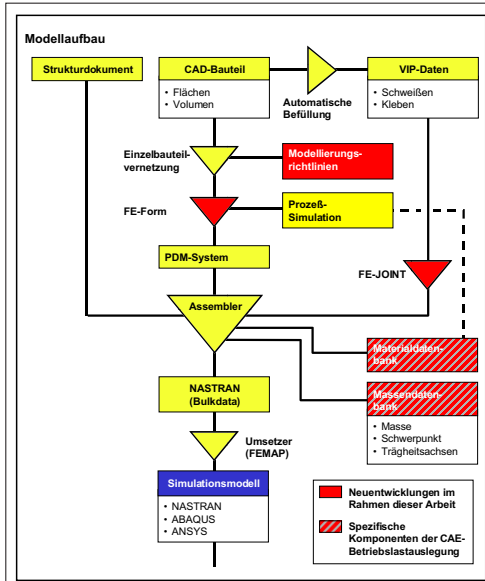 Modellaufbau
Strukturdokument
CAD-Bauteil
• Flächen
• Volumen
Automatische
Befüllung
VIP-Daten
• Schweißen
• Kleben
Einzelbauteil-
vernetzung
Modellierungs-
richtlinien
FE-Form
Prozeß-
Simulation
PDM-System
FE-JOINT
Assembler
Materialdaten-
bank
NASTRAN
(Bulkdata)
Massendaten-
bank
• Masse
• Schwerpunkt
• Trägheitsachsen
Umsetzer
(FEMAP)
Simulationsmodell
• NASTRAN
• ABAQUS
• ANSYS
Neuentwicklungen im
Rahmen dieser Arbeit
Spezifische
Komponenten der CAE-
Betriebslastauslegung